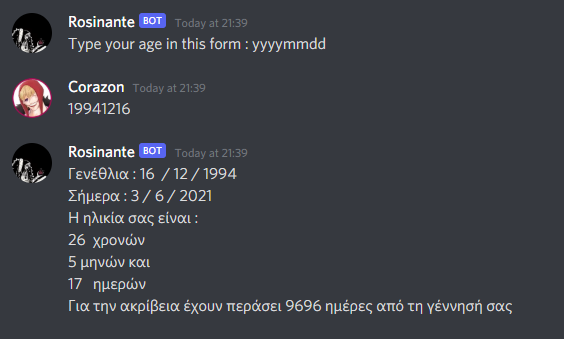 Rosinante BOT Today at 21:39
Type your age in this form : yyyymmdd
Corazon Today at 21:39
19941216
Rosinante BOT Today at 21:39
Γενέθλια : 16 / 12 / 1994
Σήμερα : 3 / 6 / 2021
Η ηλικία σας είναι :
26 χρονών
5 μηνών και
17 ημερών
Για την ακρίβεια έχουν περάσει 9696 ημέρες από τη γέννησή σας